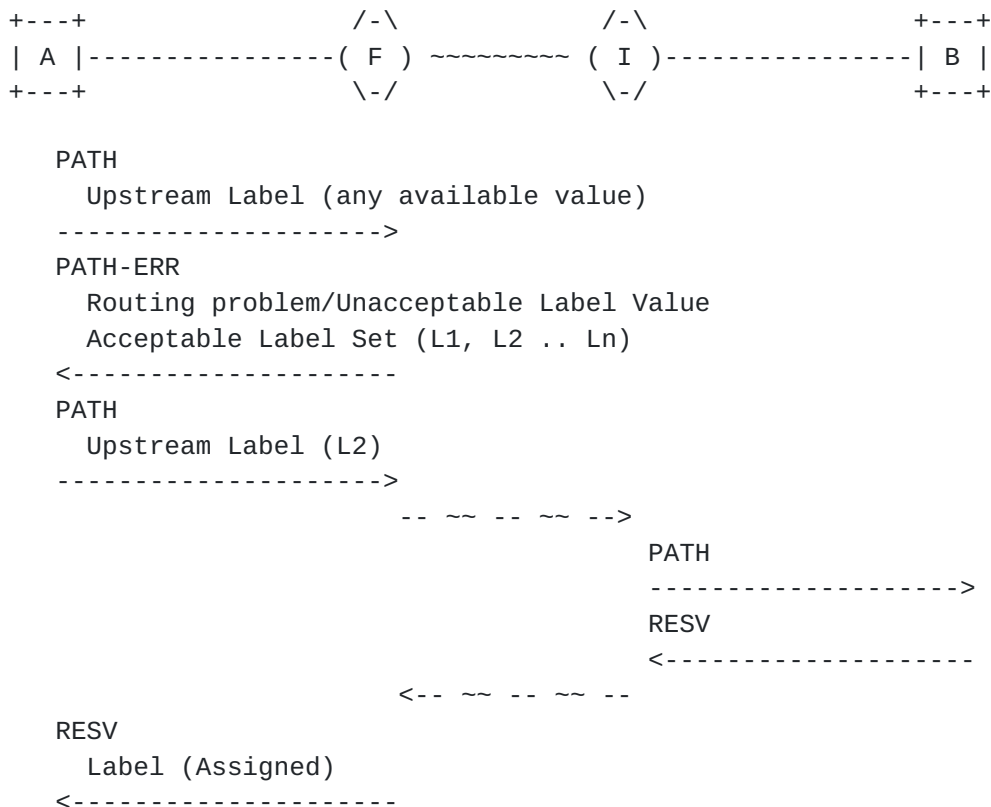 +---+                 /-\             /-\                 +---+
| A |----------------( F ) ~~~~~~~~~ ( I )----------------| B |
+---+                 \-/             \-/                 +---+

   PATH
     Upstream Label (any available value)
   --------------------->
   PATH-ERR
     Routing problem/Unacceptable Label Value
     Acceptable Label Set (L1, L2 .. Ln)
   <---------------------
   PATH
     Upstream Label (L2)
   --------------------->
                         -- ~~ -- ~~ -->
                                         PATH
                                         -------------------->
                                         RESV
                                         <--------------------
                         <-- ~~ -- ~~ --
   RESV
     Label (Assigned)
   <---------------------